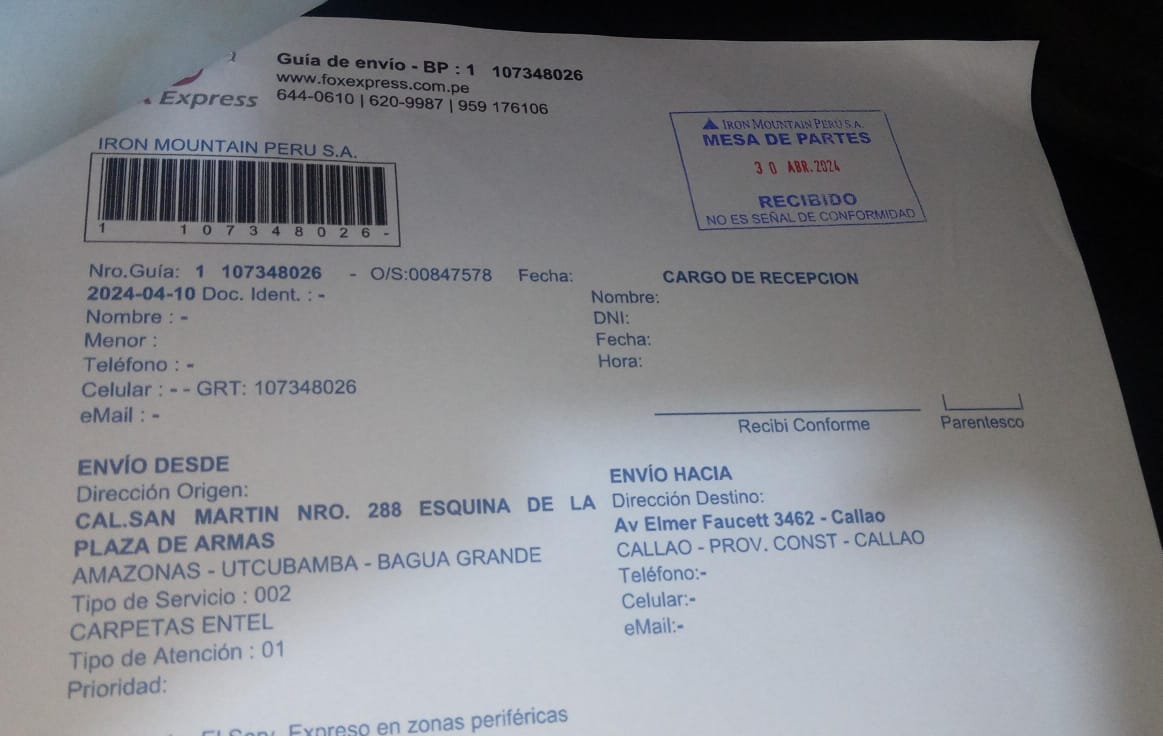 Express
Guía de envío - BP : 1 107348026
www.foxexpress.com.pe
644-0610 | 620-9987 | 959 176106
IRON MOUNTAIN PERU S.A.
1 107348026-
IRON MOUNTAIN PERU S.A.
MESA DE PARTES
30 ABR. 2024
RECIBIDO
NO ES SEÑAL DE CONFORMIDAD
Nro.Guía: 1 107348026 - O/S:00847578 Fecha:
2024-04-10 Doc. Ident. : -
Nombre : -
Menor :
Teléfono : -
Celular : - - GRT: 107348026
eMail : -
CARGO DE RECEPCION
Nombre:
DNI:
Fecha:
Hora:
Recibi Conforme
Parentesco
ENVÍO DESDE
Dirección Origen:
CAL.SAN MARTIN NRO. 288 ESQUINA DE LA
PLAZA DE ARMAS
AMAZONAS - UTCUBAMBA - BAGUA GRANDE
Tipo de Servicio : 002
CARPETAS ENTEL
Tipo de Atención : 01
Prioridad:
ENVÍO HACIA
Dirección Destino:
Av Elmer Faucett 3462 - Callao
CALLAO - PROV. CONST - CALLAO
Teléfono:-
Celular:-
eMail:-
El Serv. Expreso en zonas periféricas